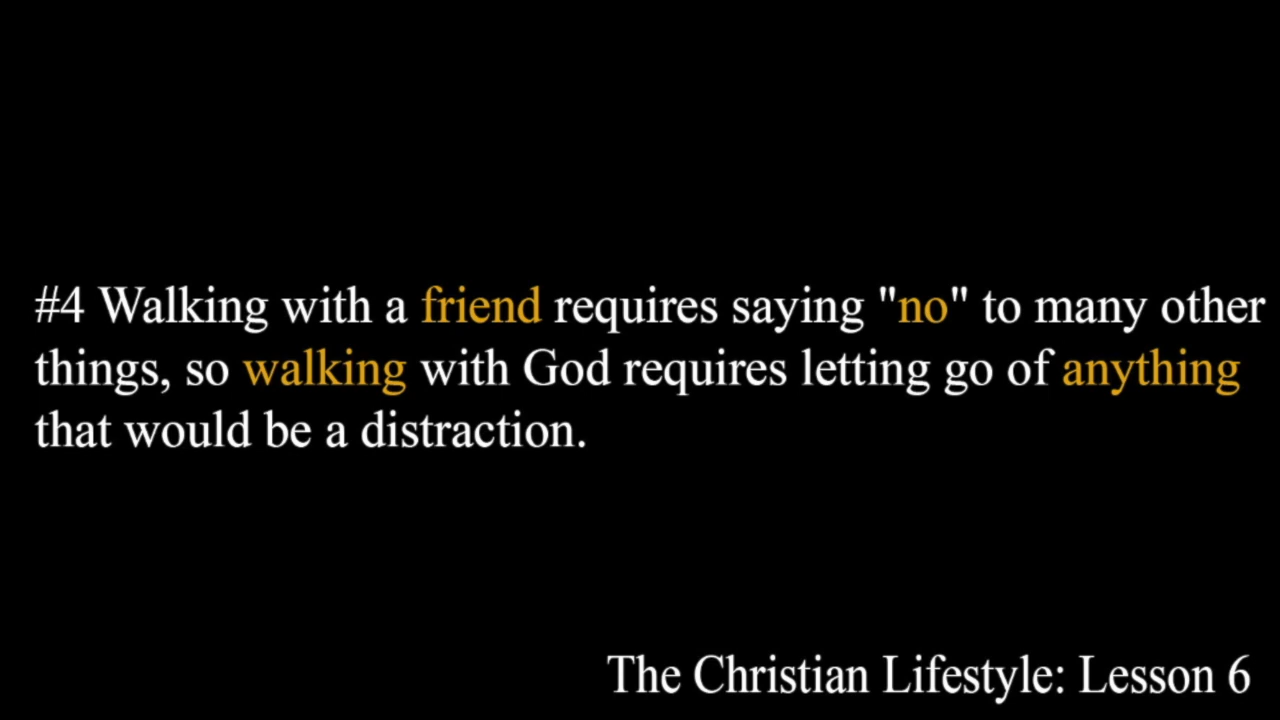 #4 Walking with a friend requires saying "no" to many other
things, so walking with God requires letting go of anything
that would be a distraction.
The Christian Lifestyle: Lesson 6